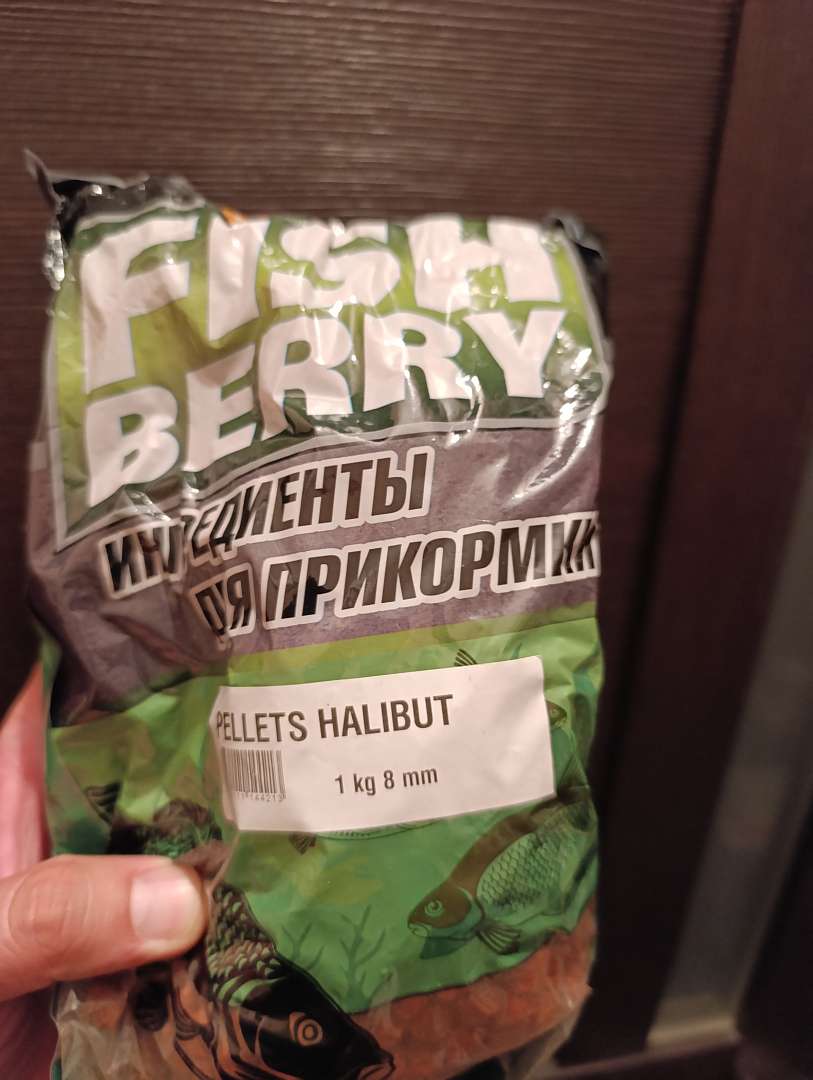 FISH
BERRY
ИНГРЕДИЕНТЫ
ДЛЯ ПРИКОРМКИ
PELLETS HALIBUT
1 kg 8 mm